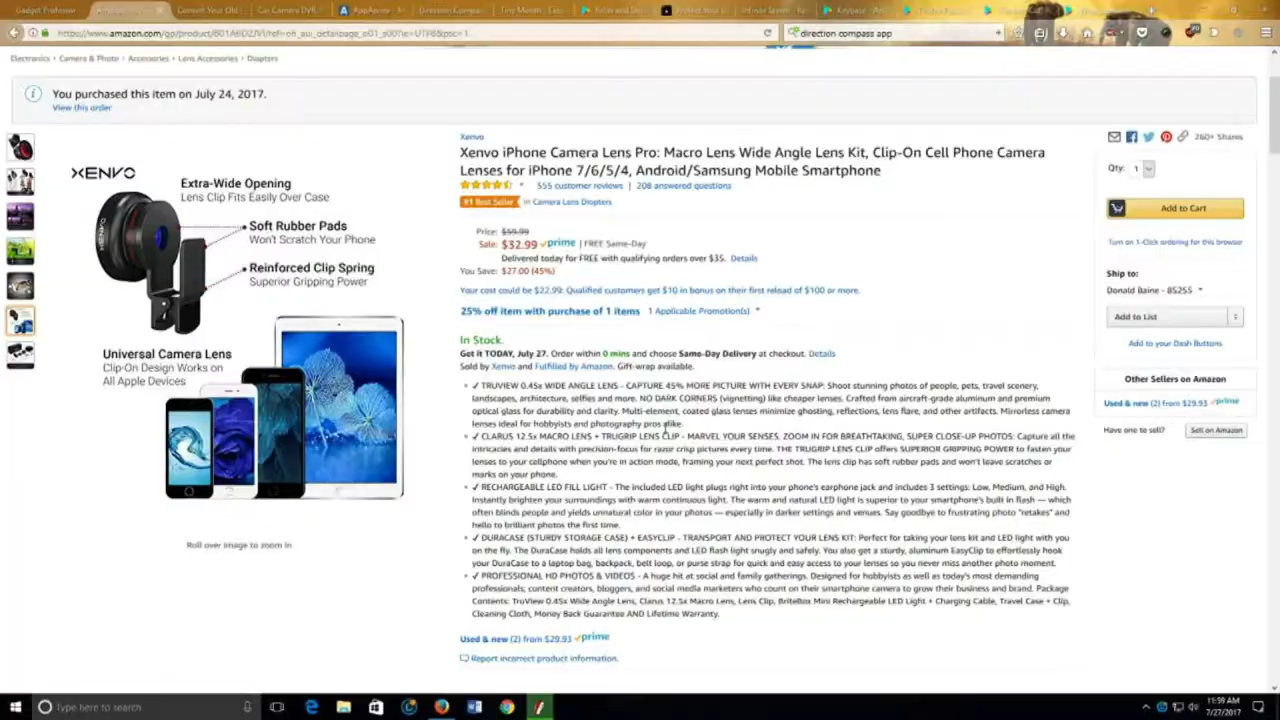 Gadget Professor
Convert Your Old
Car Camera DVR
direction compass app
Electronics › Camera & Photo › Accessories › Lens Accessories › Diopters
You purchased this item on July 24, 2017.
View this order
Xenvo
260+ Shares
Xenvo iPhone Camera Lens Pro: Macro Lens Wide Angle Lens Kit, Clip-On Cell Phone Camera
Lenses for iPhone 7/6/5/4, Android/Samsung Mobile Smartphone
555 customer reviews | 208 answered questions
#1 Best Seller in Camera Lens Diopters
Qty: 1
Add to Cart
Turn on 1-Click ordering for this browser
Ship to:
Donald Baine - 85255
Add to List
Add to your Dash Buttons
Other Sellers on Amazon
Used & new (2) from $29.93 prime
Have one to sell? Sell on Amazon
XENVO
Extra-Wide Opening
Lens Clip Fits Easily Over Case
Soft Rubber Pads
Won't Scratch Your Phone
Reinforced Clip Spring
Superior Gripping Power
Universal Camera Lens
Clip-On Design Works on
All Apple Devices
Roll over image to zoom in
Price: $59.99
Sale: $32.99 prime | FREE Same-Day
Delivered today for FREE with qualifying orders over $35. Details
You Save: $27.00 (45%)
Your cost could be $22.99: Qualified customers get $10 in bonus on their first reload of $100 or more.
25% off item with purchase of 1 items 1 Applicable Promotion(s)
In Stock.
Get it TODAY, July 27. Order within 0 mins and choose Same-Day Delivery at checkout. Details
Sold by Xenvo and Fulfilled by Amazon. Gift-wrap available.
• ✓ TRUVIEW 0.45x WIDE ANGLE LENS - CAPTURE 45% MORE PICTURE WITH EVERY SNAP: Shoot stunning photos of people, pets, travel scenery,
landscapes, architecture, selfies and more. NO DARK CORNERS (vignetting) like cheaper lenses. Crafted from aircraft-grade aluminum and premium
optical glass for durability and clarity. Multi-element, coated glass lenses minimize ghosting, reflections, lens flare, and other artifacts. Mirrorless camera
lenses ideal for hobbyists and photography pros alike.
• ✓ CLARUS 12.5x MACRO LENS + TRUGRIP LENS CLIP - MARVEL YOUR SENSES, ZOOM IN FOR BREATHTAKING, SUPER CLOSE-UP PHOTOS: Capture all the
intricacies and details with precision-focus for razor crisp pictures every time. THE TRUGRIP LENS CLIP offers SUPERIOR GRIPPING POWER to fasten your
lenses to your cellphone when you're in action mode, framing your next perfect shot. The lens clip has soft rubber pads and won't leave scratches or
marks on your phone.
• ✓ RECHARGEABLE LED FILL LIGHT - The included LED light plugs right into your phone's earphone jack and includes 3 settings: Low, Medium, and High.
Instantly brighten your surroundings with warm continuous light. The warm and natural LED light is superior to your smartphone's built in flash — which
often blinds people and yields unnatural color in your photos — especially in darker settings and venues. Say goodbye to frustrating photo "retakes" and
hello to brilliant photos the first time.
• ✓ DURACASE (STURDY STORAGE CASE) + EASYCLIP - TRANSPORT AND PROTECT YOUR LENS KIT: Perfect for taking your lens kit and LED light with you
on the fly. The DuraCase holds all lens components and LED flash light snugly and safely. You also get a sturdy, aluminum EasyClip to effortlessly hook
your DuraCase to a laptop bag, backpack, belt loop, or purse strap for quick and easy access to your lenses so you never miss another photo moment.
• ✓ PROFESSIONAL HD PHOTOS & VIDEOS - A huge hit at social and family gatherings. Designed for hobbyists as well as today's most demanding
professionals; content creators, bloggers, and social media marketers who count on their smartphone camera to grow their business and brand. Package
Contents: TruView 0.45x Wide Angle Lens, Clarus 12.5x Macro Lens, Lens Clip, BriteBox Mini Rechargeable LED Light + Charging Cable, Travel Case + Clip,
Cleaning Cloth, Money Back Guarantee AND Lifetime Warranty.
Used & new (2) from $29.93 prime
Report incorrect product information.
Type here to search
11:59 AM
7/27/2017